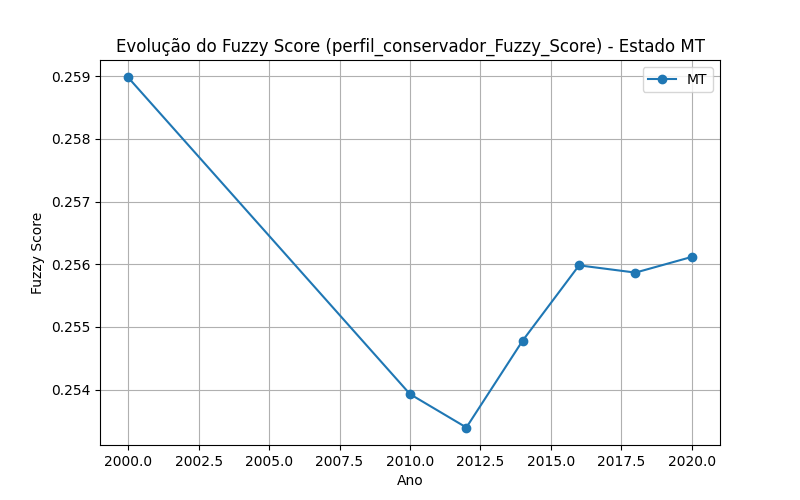 Evolução do Fuzzy Score (perfil_conservador_Fuzzy_Score) - Estado MT
MT
0.259
0.258
0.257
0.256
0.255
0.254
Fuzzy Score
2000.0 2002.5 2005.0 2007.5 2010.0 2012.5 2015.0 2017.5 2020.0
Ano